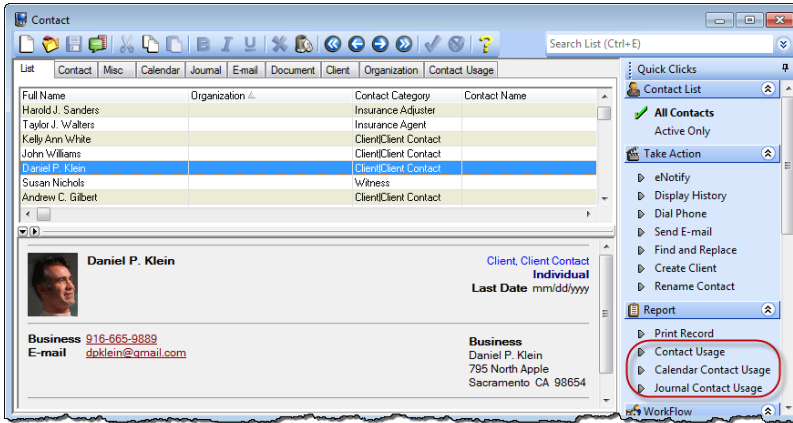 Contact
B I U
Search List (Ctrl+E)
List Contact Misc Calendar Journal E-mail Document Client Organization Contact Usage
Full Name Organization Contact Category Contact Name
Harold J. Sanders Insurance Adjuster
Taylor J. Walters Insurance Agent
Kelly Ann White Client|Client Contact
John Williams Client|Client Contact
Daniel P. Klein Client|Client Contact
Susan Nichols Witness
Andrew C. Gilbert Client|Client Contact
Daniel P. Klein
Client, Client Contact
Individual
Last Date mm/dd/yyyy
Business 916-665-9889
E-mail dpklein@gmail.com
Business
Daniel P. Klein
795 North Apple
Sacramento CA 98654
Quick Clicks
Contact List
All Contacts
Active Only
Take Action
eNotify
Display History
Dial Phone
Send E-mail
Find and Replace
Create Client
Rename Contact
Report
Print Record
Contact Usage
Calendar Contact Usage
Journal Contact Usage
WorkFlow